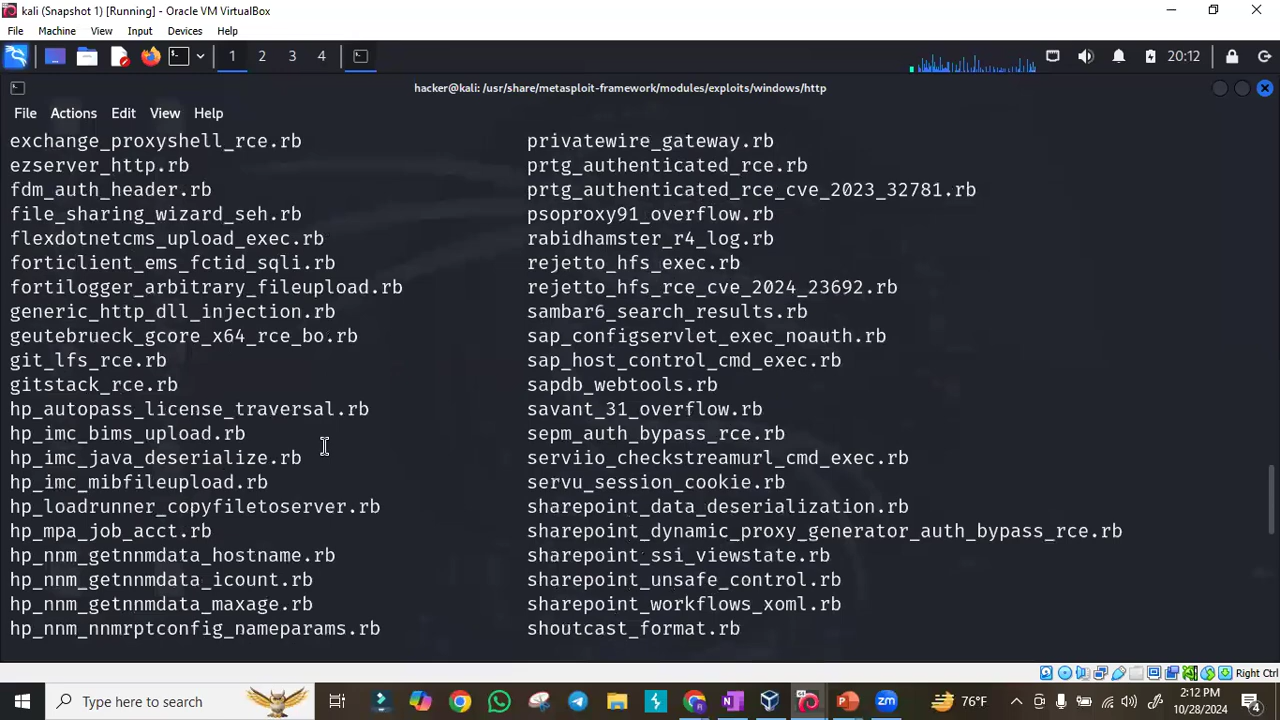 kali (Snapshot 1) [Running] - Oracle VM VirtualBox
File Machine View Input Devices Help
1 2 3 4 20:12
hacker@kali: /usr/share/metasploit-framework/modules/exploits/windows/http
File Actions Edit View Help
exchange_proxyshell_rce.rb privatewire_gateway.rb
ezserver_http.rb prtg_authenticated_rce.rb
fdm_auth_header.rb prtg_authenticated_rce_cve_2023_32781.rb
file_sharing_wizard_seh.rb psoproxy91_overflow.rb
flexdotnetcms_upload_exec.rb rabidhamster_r4_log.rb
forticlient_ems_fctid_sqli.rb rejetto_hfs_exec.rb
fortilogger_arbitrary_fileupload.rb rejetto_hfs_rce_cve_2024_23692.rb
generic_http_dll_injection.rb sambar6_search_results.rb
geutebrueck_gcore_x64_rce_bo.rb sap_configservlet_exec_noauth.rb
git_lfs_rce.rb sap_host_control_cmd_exec.rb
gitstack_rce.rb sapdb_webtools.rb
hp_autopass_license_traversal.rb savant_31_overflow.rb
hp_imc_bims_upload.rb sepm_auth_bypass_rce.rb
hp_imc_java_deserialize.rb serviio_checkstreamurl_cmd_exec.rb
hp_imc_mibfileupload.rb servu_session_cookie.rb
hp_loadrunner_copyfiletoserver.rb sharepoint_data_deserialization.rb
hp_mpa_job_acct.rb sharepoint_dynamic_proxy_generator_auth_bypass_rce.rb
hp_nnm_getnnmdata_hostname.rb sharepoint_ssi_viewstate.rb
hp_nnm_getnnmdata_icount.rb sharepoint_unsafe_control.rb
hp_nnm_getnnmdata_maxage.rb sharepoint_workflows_xoml.rb
hp_nnm_nnmrptconfig_nameparams.rb shoutcast_format.rb
Right Ctrl
Type here to search 76°F 2:12 PM
10/28/2024 4